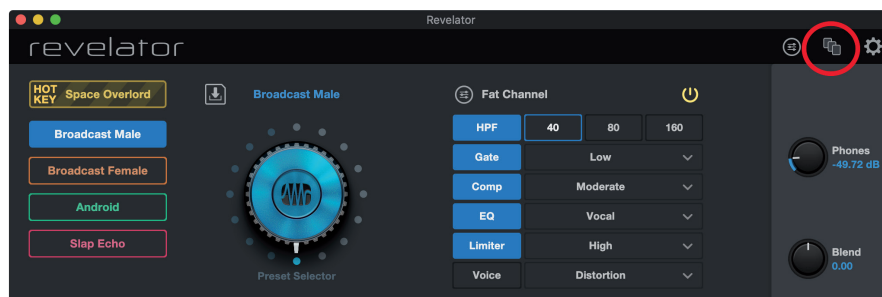 Revelator
revelator
HOT KEY Space Overlord
Broadcast Male
Broadcast Female
Android
Slap Echo
Broadcast Male
Preset Selector
Fat Channel
HPF 40 80 160
Gate Low
Comp Moderate
EQ Vocal
Limiter High
Voice Distortion
Phones
-49.72 dB
Blend
0.00